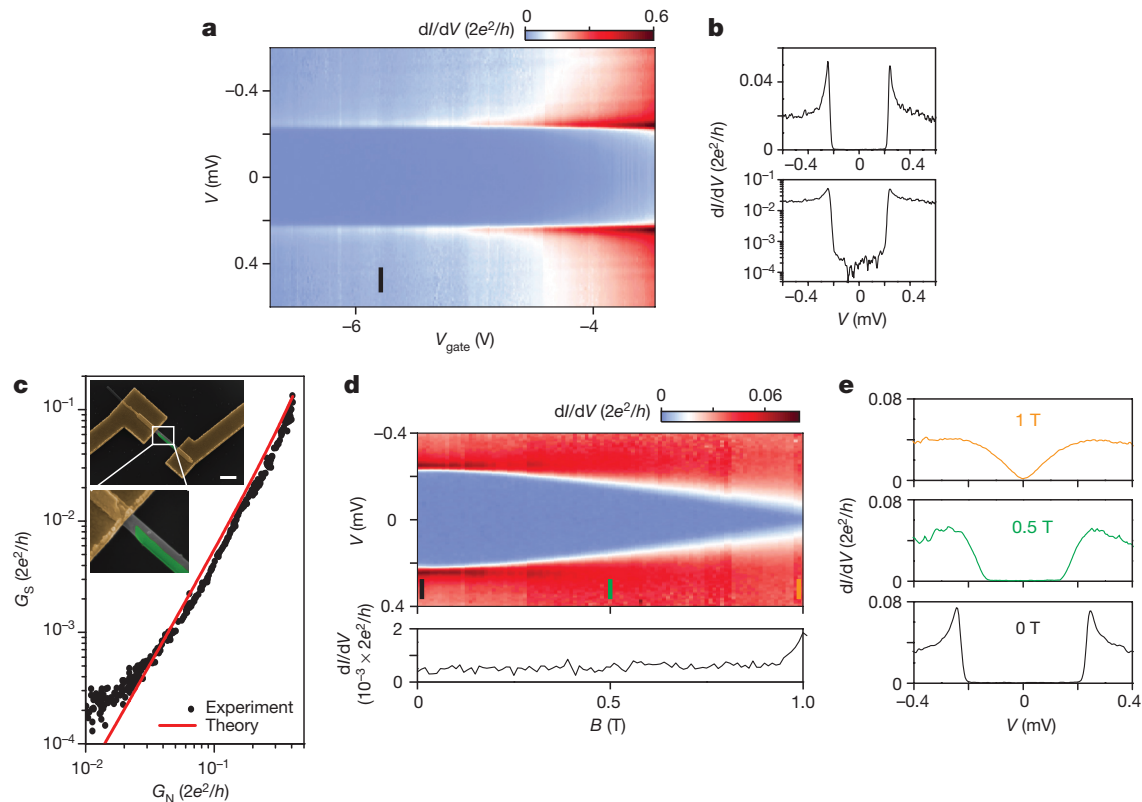 a
dI/dV (2e²/h)
0
0.6
V (mV)
−0.4
0
0.4
−6
−4
V_gate (V)
b
dI/dV (2e²/h)
0.04
0
−0.4
0
0.4
10⁻¹
10⁻²
10⁻³
10⁻⁴
−0.4
0
0.4
V (mV)
c
G_S (2e²/h)
10⁻¹
10⁻²
10⁻³
10⁻⁴
Experiment
Theory
10⁻²
10⁻¹
G_N (2e²/h)
d
dI/dV (2e²/h)
0
0.06
V (mV)
−0.4
0
0.4
dI/dV
(10⁻³ × 2e²/h)
2
0
0
0.5
1.0
B (T)
e
dI/dV (2e²/h)
0.08
1 T
0
0.08
0.5 T
0
0.08
0 T
0
−0.4
0
0.4
V (mV)